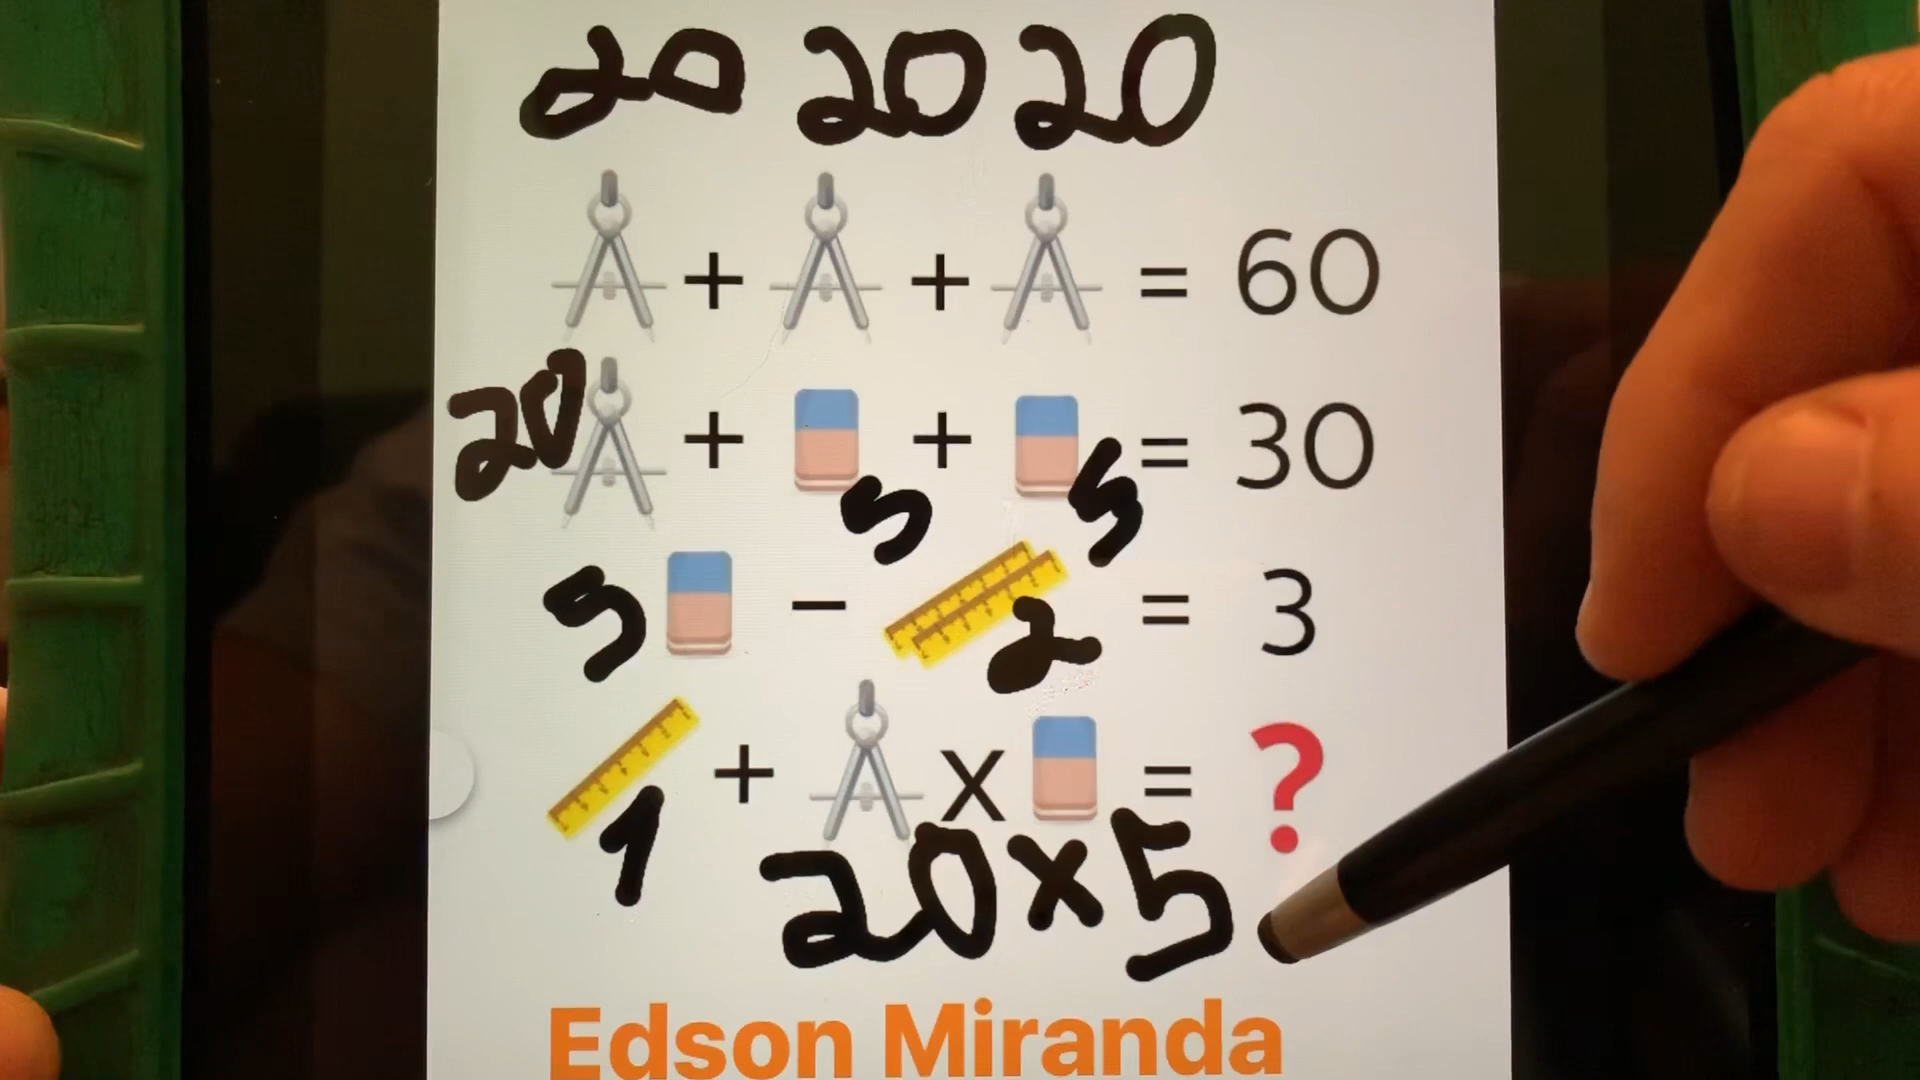 20 20 20
+ + = 60
20 + 5 + 5 = 30
5 - 2 = 3
1 + x = ?
20 x 5
Edson Miranda